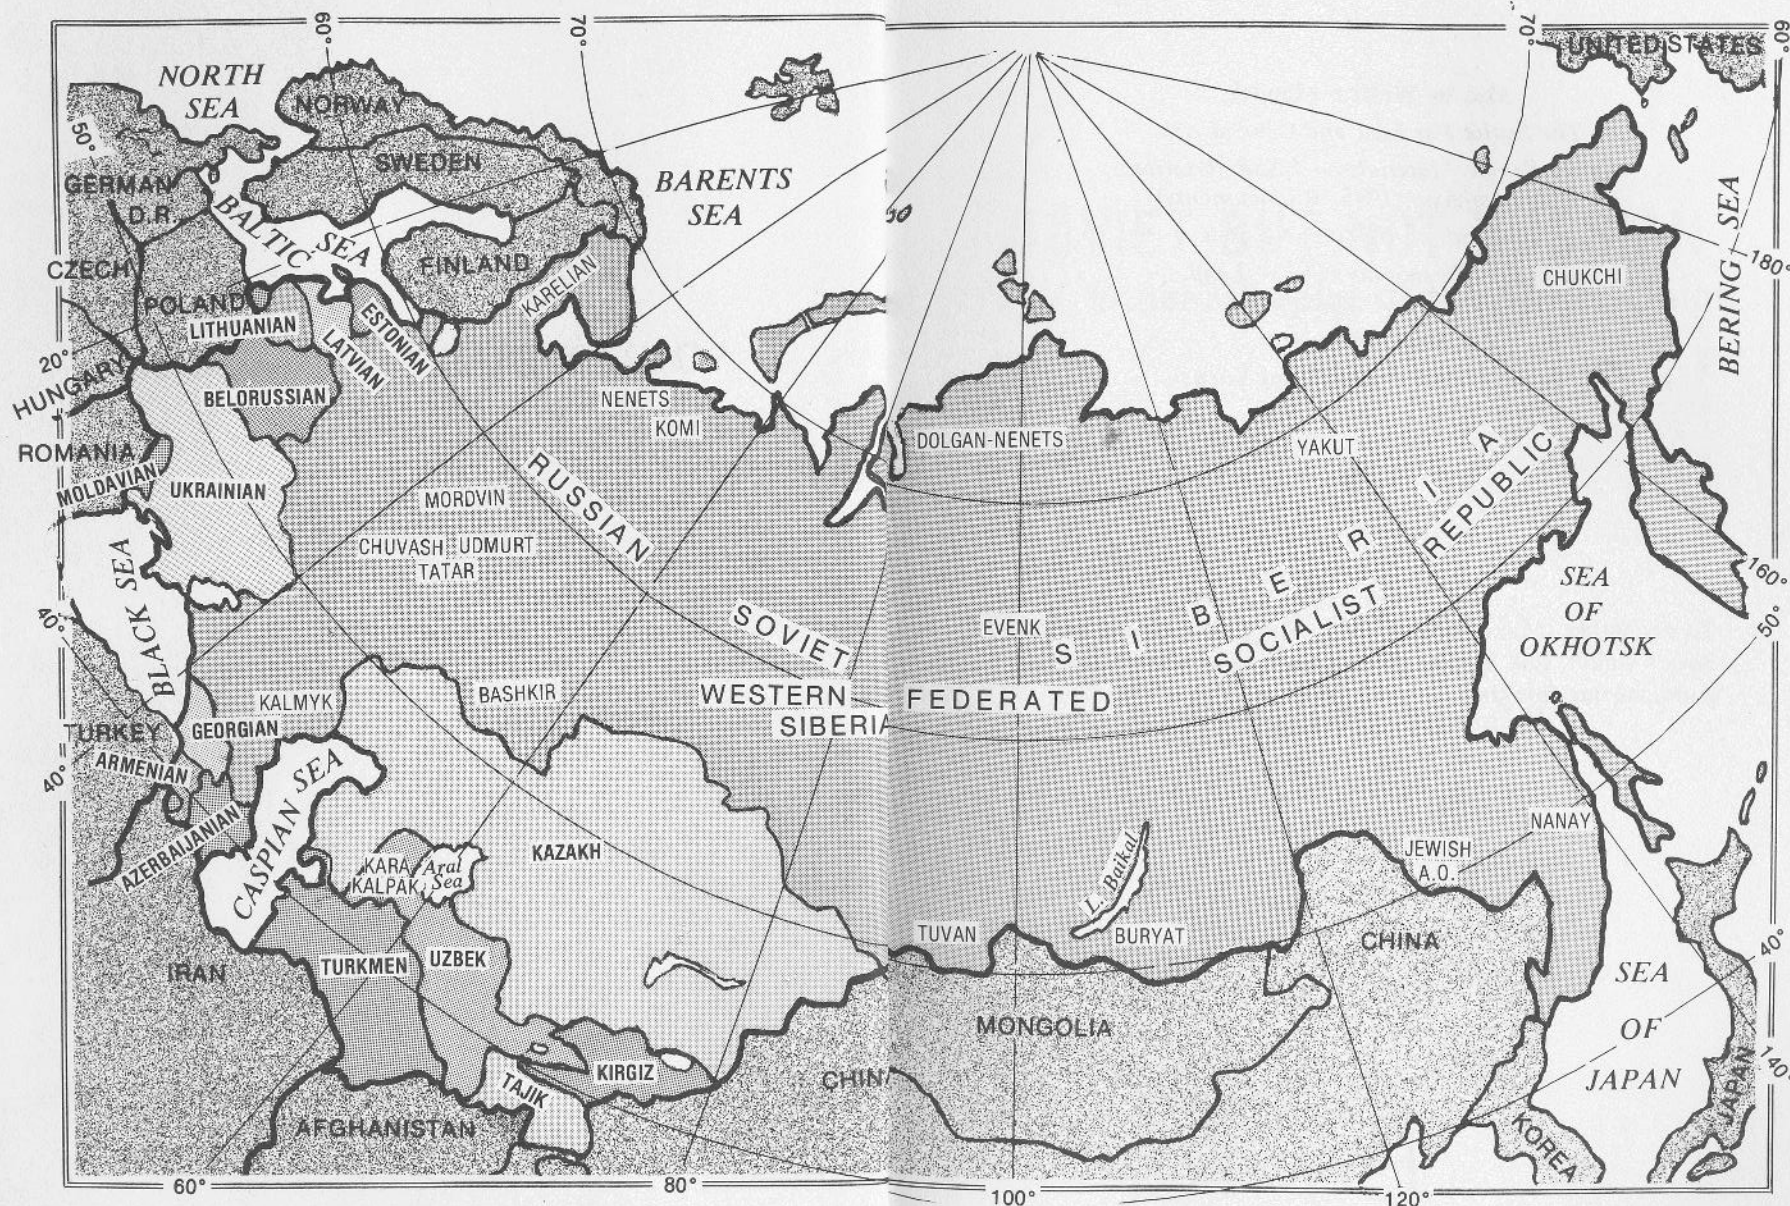 60°
70°
70°
60°
UNITED STATES
NORTH
SEA
NORWAY
50°
SWEDEN
BARENTS
SEA
GERMAN
D.R.
BALTIC SEA
FINLAND
KARELIAN
CZECH
POLAND
LITHUANIAN
LATVIAN
ESTONIAN
CHUKCHI
180°
BERING SEA
20°
HUNGARY
BELORUSSIAN
NENETS
KOMI
DOLGAN-NENETS
YAKUT
ROMANIA
MOLDAVIAN
UKRAINIAN
MORDVIN
CHUVASH UDMURT
TATAR
RUSSIAN
SOVIET
FEDERATED
SOCIALIST
REPUBLIC
SIBERIA
WESTERN
SIBERIA
EVENK
160°
50°
SEA
OF
OKHOTSK
40°
BLACK SEA
KALMYK
BASHKIR
TURKEY
GEORGIAN
ARMENIAN
40°
AZERBAIJANIAN
CASPIAN SEA
KARA
KALPAK
Aral
Sea
KAZAKH
L. Baikal
NANAY
JEWISH
A.O.
TUVAN
BURYAT
CHINA
40°
IRAN
TURKMEN
UZBEK
MONGOLIA
SEA
OF
JAPAN
TAJIK
KIRGIZ
CHINA
AFGHANISTAN
KOREA
JAPAN
140°
60°
80°
100°
120°